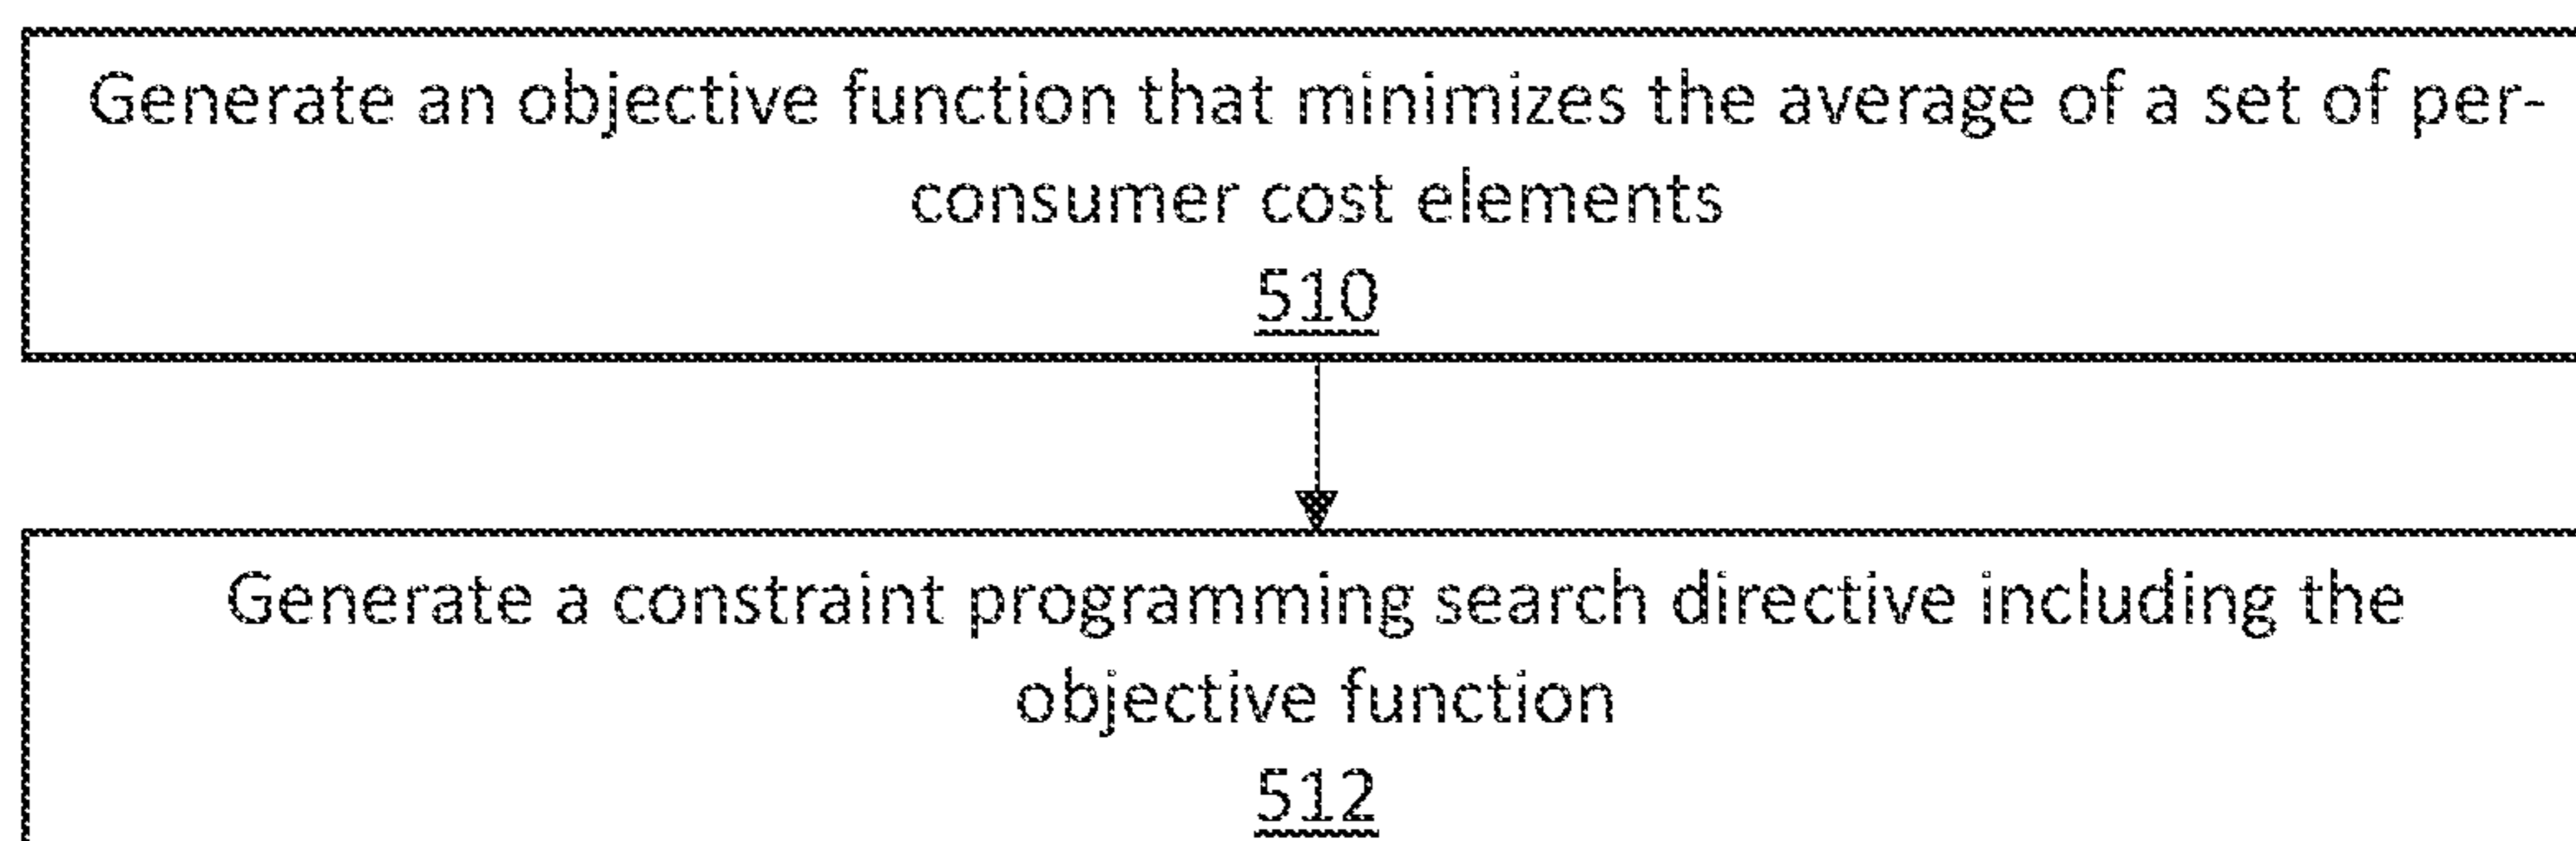 Generate an objective function that minimizes the average of a set of per-
consumer cost elements
510
Generate a constraint programming search directive including the
objective function
512